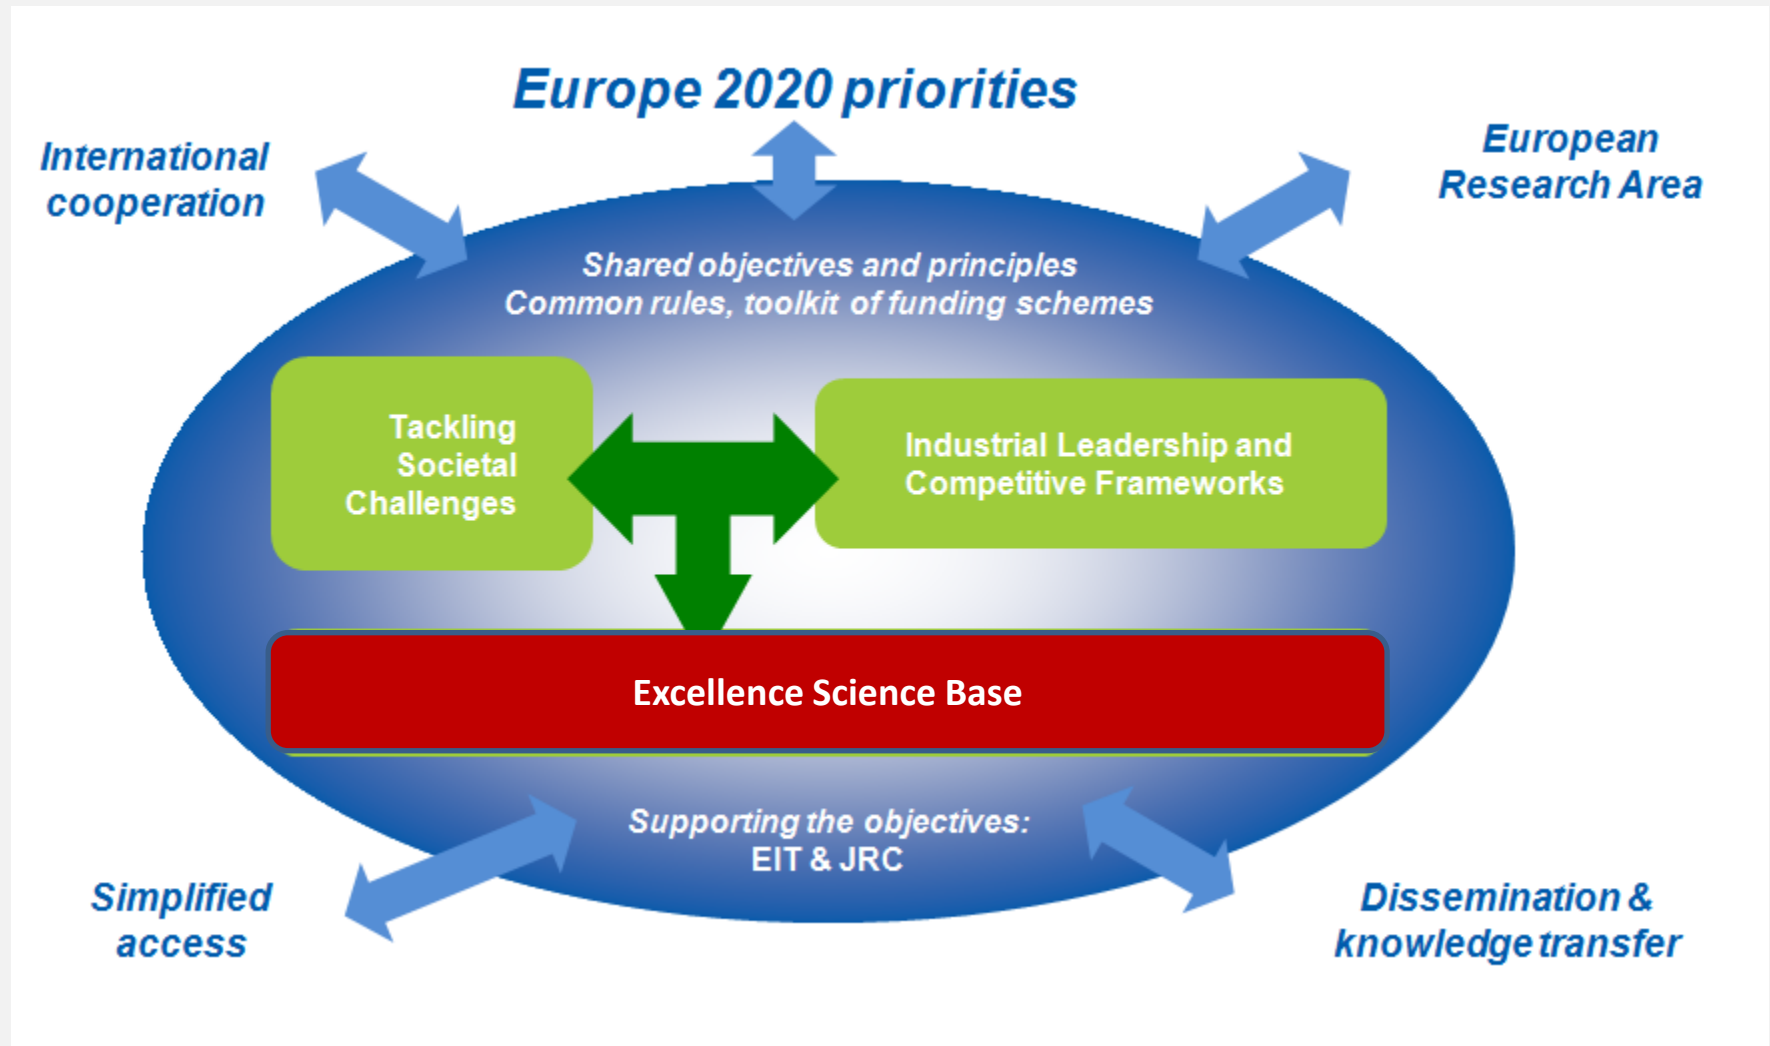 Europe 2020 priorities
International
cooperation
European
Research Area
Shared objectives and principles
Common rules, toolkit of funding schemes
Tackling
Societal
Challenges
Industrial Leadership and
Competitive Frameworks
Excellence Science Base
Supporting the objectives:
EIT & JRC
Simplified
access
Dissemination &
knowledge transfer